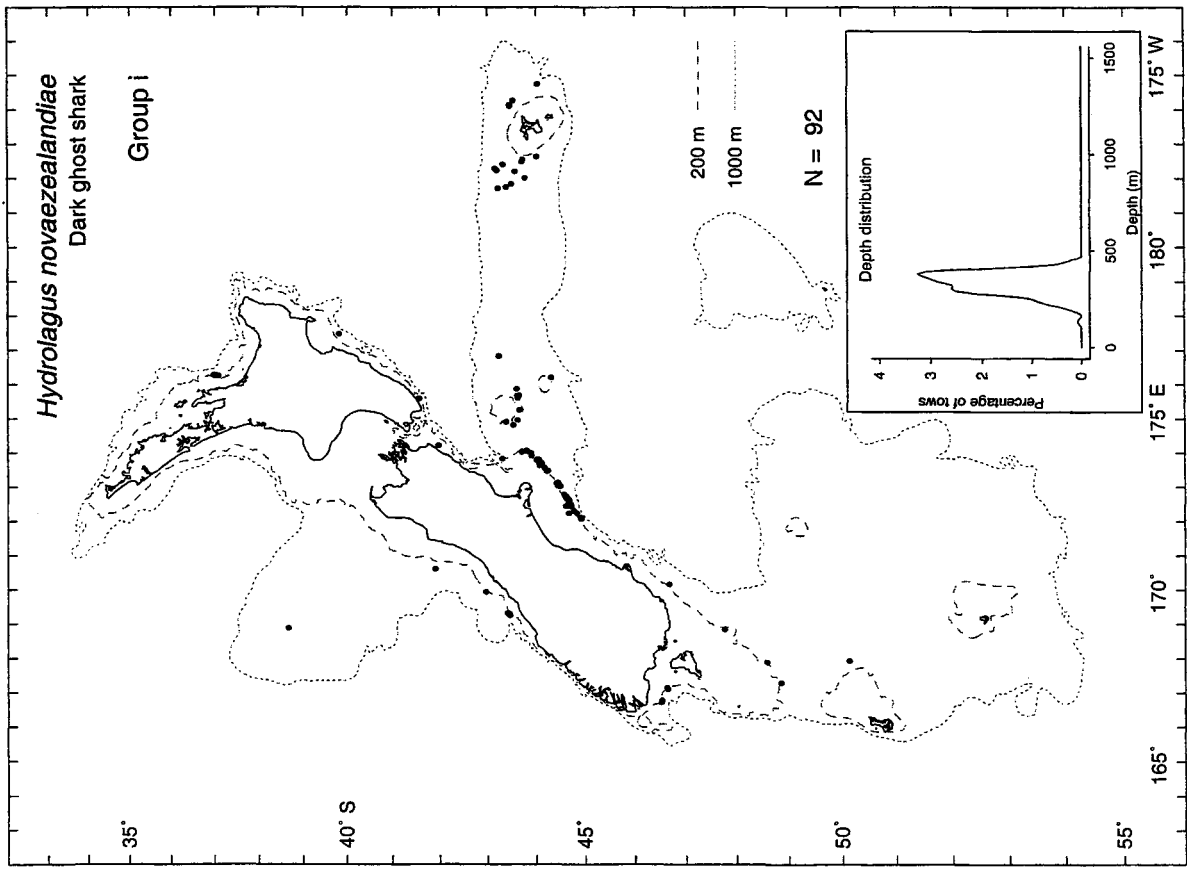 Hydrolagus novaezealandiae
Dark ghost shark
Group i
35°
40° S
45°
50°
55°
165°
170°
175° E
180°
175° W
200 m
1000 m
N = 92
Depth distribution
Percentage of tows
4
3
2
1
0
0
500
1000
1500
Depth (m)